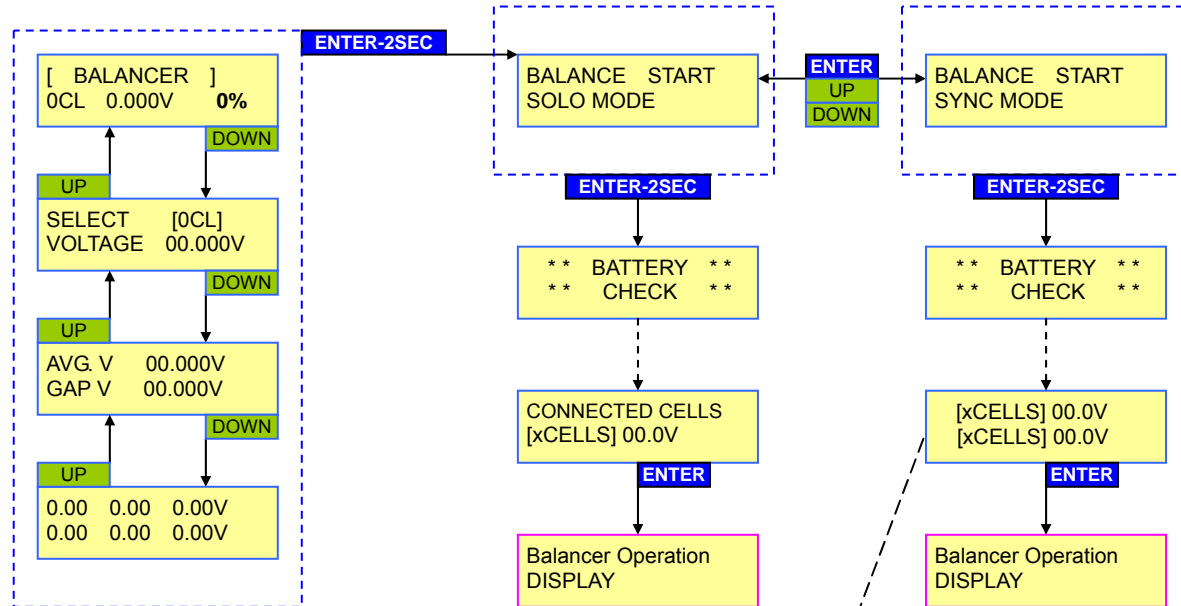 ENTER-2SEC
[ BALANCER ]
0CL 0.000V 0%
DOWN
UP
SELECT [0CL]
VOLTAGE 00.000V
DOWN
UP
AVG. V 00.000V
GAP V 00.000V
DOWN
UP
0.00 0.00 0.00V
0.00 0.00 0.00V
BALANCE START
SOLO MODE
ENTER
UP
DOWN
BALANCE START
SYNC MODE
ENTER-2SEC
* * BATTERY * *
* * CHECK * *
CONNECTED CELLS
[xCELLS] 00.0V
ENTER
Balancer Operation
DISPLAY
ENTER-2SEC
* * BATTERY * *
* * CHECK * *
[xCELLS] 00.0V
[xCELLS] 00.0V
ENTER
Balancer Operation
DISPLAY